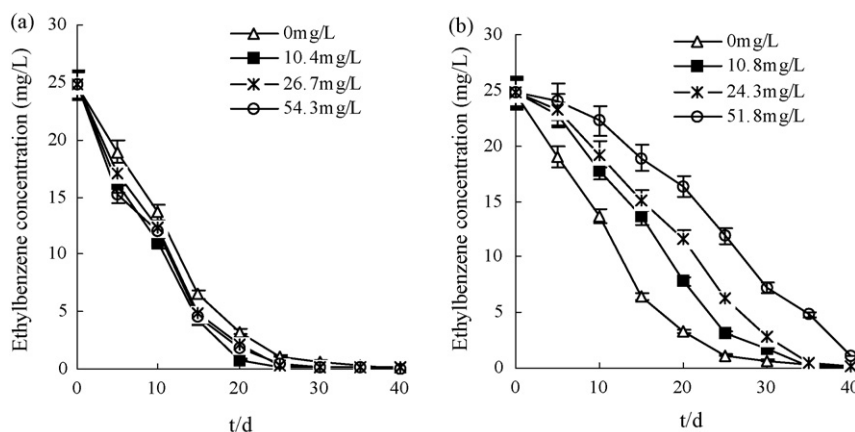 (a)
Ethylbenzene concentration (mg/L)
30
25
20
15
10
5
0
0mg/L
10.4mg/L
26.7mg/L
54.3mg/L
0 10 20 30 40
t/d
(b)
Ethylbenzene concentration (mg/L)
30
25
20
15
10
5
0
0mg/L
10.8mg/L
24.3mg/L
51.8mg/L
0 10 20 30 40
t/d